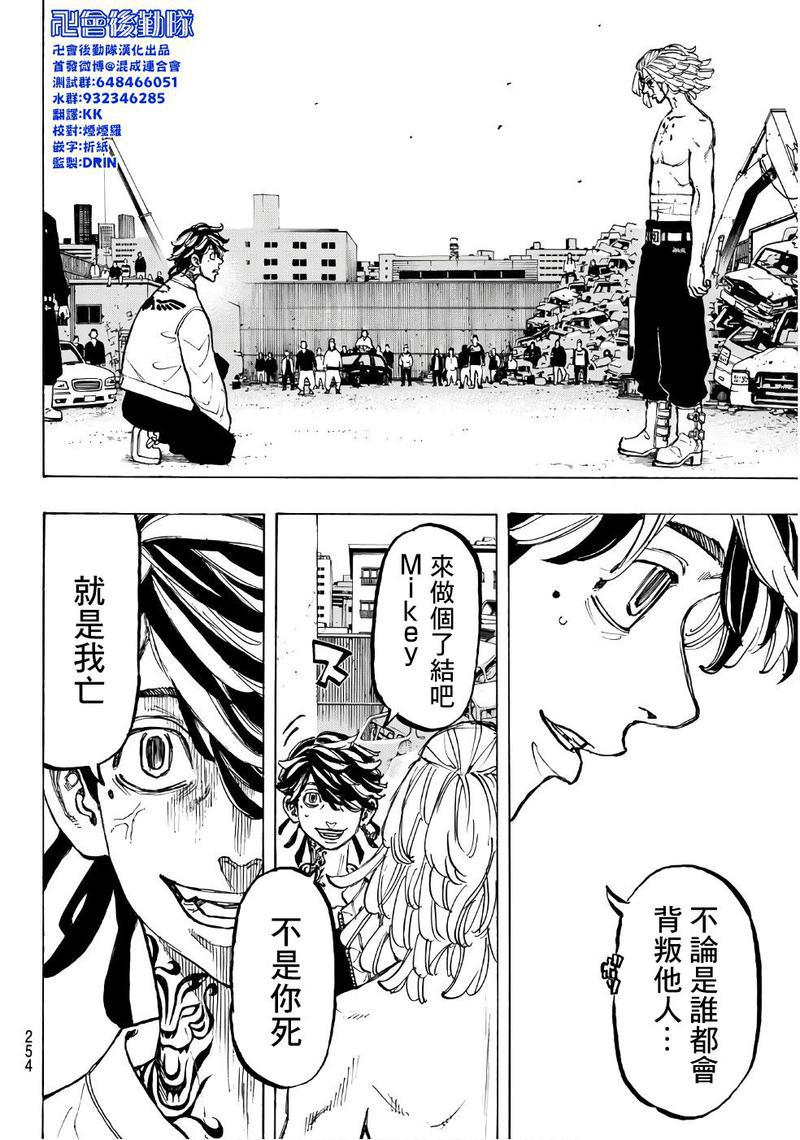 卍會後勤隊
卍會後勤隊漢化出品
首發微博@混成連合會
測試群:648466051
水群:932346285
翻譯:KK
校對:煙煙羅
嵌字:折紙
監製:DRIN
不論是誰都會
背叛他人…
來做個了結吧
Mikey
ス
不是你死
就是我亡
254